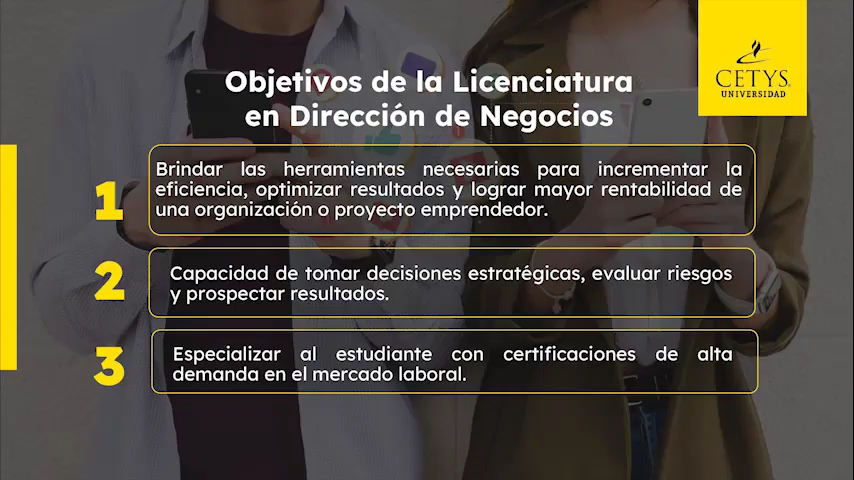 CETYS
UNIVERSIDAD
Objetivos de la Licenciatura
en Dirección de Negocios
1
Brindar las herramientas necesarias para incrementar la
eficiencia, optimizar resultados y lograr mayor rentabilidad de
una organización o proyecto emprendedor.
2
Capacidad de tomar decisiones estratégicas, evaluar riesgos
y prospectar resultados.
3
Especializar al estudiante con certificaciones de alta
demanda en el mercado laboral.